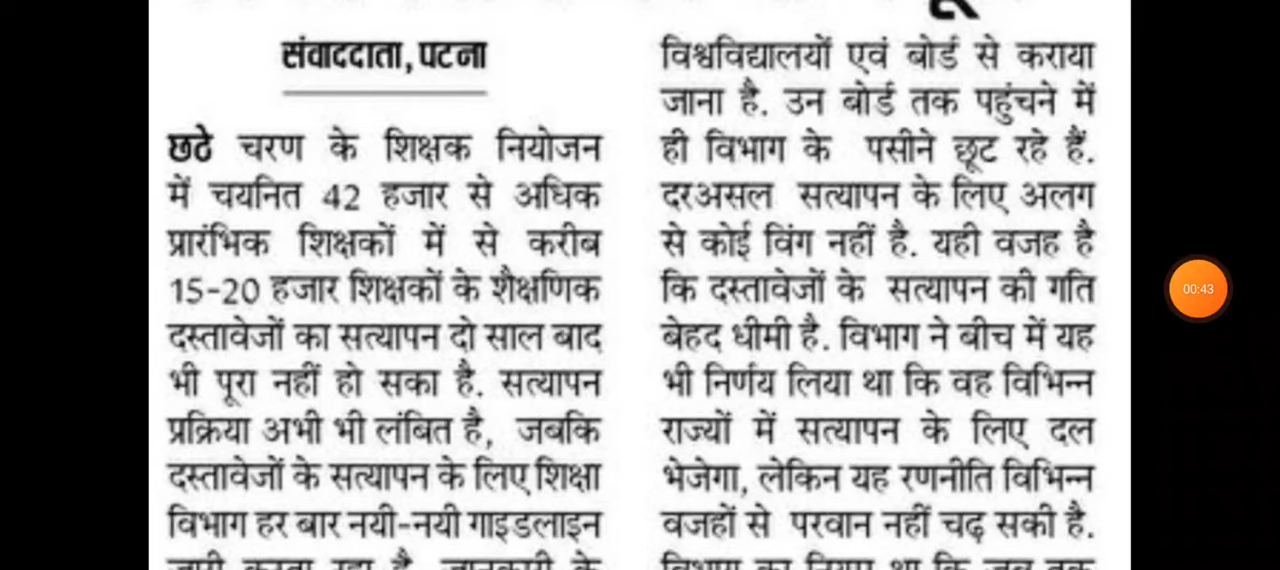 संवाददाता, पटना
छठे चरण के शिक्षक नियोजन
में चयनित 42 हजार से अधिक
प्रारंभिक शिक्षकों में से करीब
15-20 हजार शिक्षकों के शैक्षणिक
दस्तावेजों का सत्यापन दो साल बाद
भी पूरा नहीं हो सका है. सत्यापन
प्रक्रिया अभी भी लंबित है, जबकि
दस्तावेजों के सत्यापन के लिए शिक्षा
विभाग हर बार नयी-नयी गाइडलाइन
विश्वविद्यालयों एवं बोर्ड से कराया
जाना है. उन बोर्ड तक पहुंचने में
ही विभाग के पसीने छूट रहे हैं.
दरअसल सत्यापन के लिए अलग
से कोई विंग नहीं है. यही वजह है
कि दस्तावेजों के सत्यापन की गति
बेहद धीमी है. विभाग ने बीच में यह
भी निर्णय लिया था कि वह विभिन्न
राज्यों में सत्यापन के लिए दल
भेजेगा, लेकिन यह रणनीति विभिन्न
वजहों से परवान नहीं चढ़ सकी है.
00:43